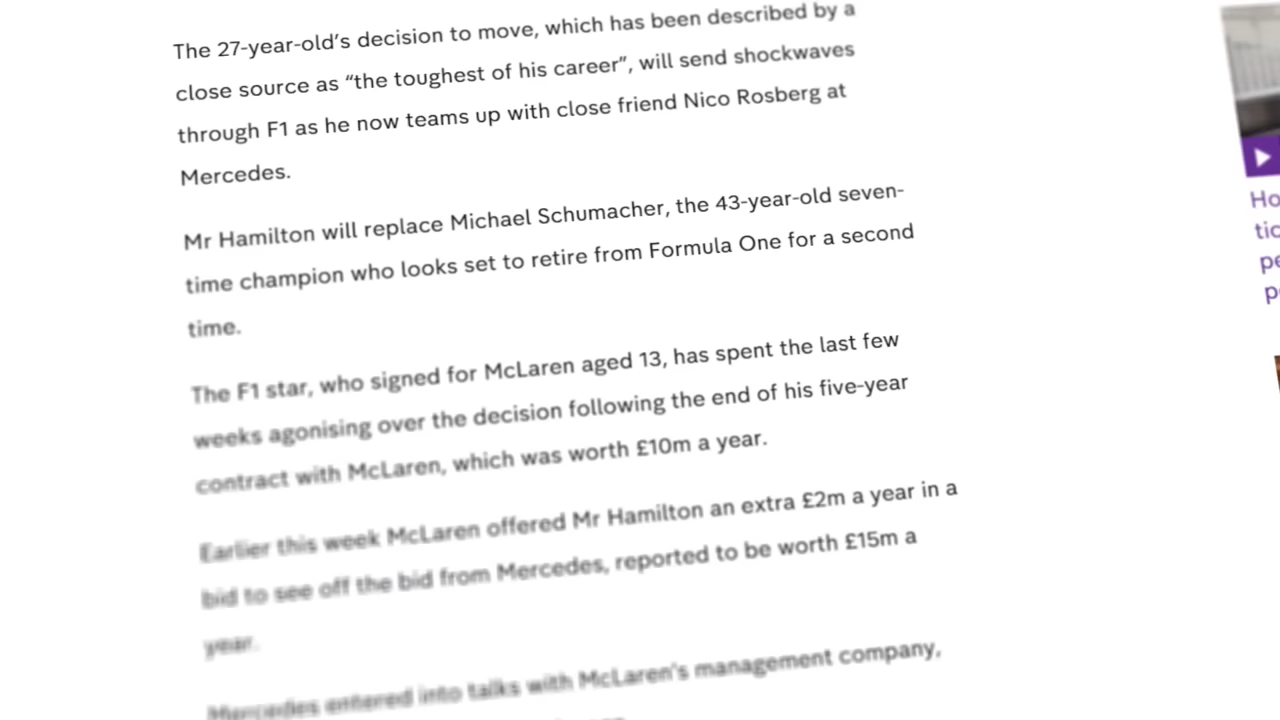 The 27-year-old’s decision to move, which has been described by a
close source as “the toughest of his career”, will send shockwaves
through F1 as he now teams up with close friend Nico Rosberg at
Mercedes.
Mr Hamilton will replace Michael Schumacher, the 43-year-old seven-
time champion who looks set to retire from Formula One for a second
time.
The F1 star, who signed for McLaren aged 13, has spent the last few
weeks agonising over the decision following the end of his five-year
contract with McLaren, which was worth £10m a year.
Earlier this week McLaren offered Mr Hamilton an extra £2m a year in a
bid to see off the bid from Mercedes, reported to be worth £15m a
year.
Mercedes entered into talks with McLaren's management company,
Ho
tic
pe
p